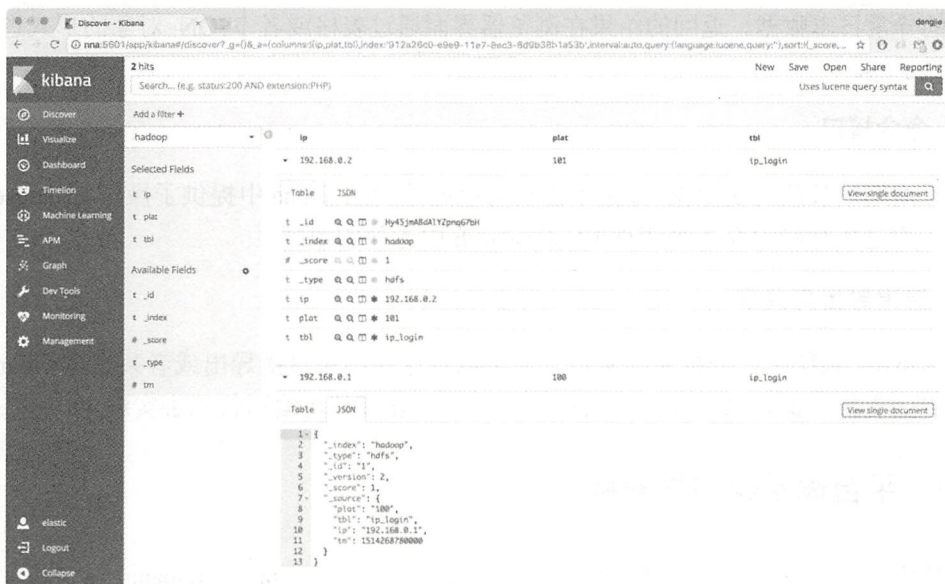 Discover - Kibana
dengjie
nna:5601/app/kibana#/discover?_g=()&_a=(columns:!(ip,plat,tbl),index:'912a26c0-e9e9-11e7-8ec3-8d9b38b1a53b',interval:auto,query:(language:lucene,query:''),sort:!(_score,...
kibana
2 hits
New Save Open Share Reporting
Search... (e.g. status:200 AND extension:PHP)
Uses lucene query syntax
Discover
Visualize
Dashboard
Timelion
Machine Learning
APM
Graph
Dev Tools
Monitoring
Management
elastic
Logout
Collapse
Add a filter +
hadoop
Selected Fields
t ip
t plat
t tbl
Available Fields
t _id
t _index
# _score
t _type
# tm
ip plat tbl
192.168.0.2 101 ip_login
Table JSON
View single document
t _id Hy45jmABdAlYZpnqG7bH
t _index hadoop
# _score 1
t _type hdfs
t ip 192.168.0.2
t plat 101
t tbl ip_login
192.168.0.1 100 ip_login
Table JSON
View single document
1 {
2 "_index": "hadoop",
3 "_type": "hdfs",
4 "_id": "1",
5 "_version": 2,
6 "_score": 1,
7 "_source": {
8 "plat": "100",
9 "tbl": "ip_login",
10 "ip": "192.168.0.1",
11 "tm": 1514268780000
12 }
13 }